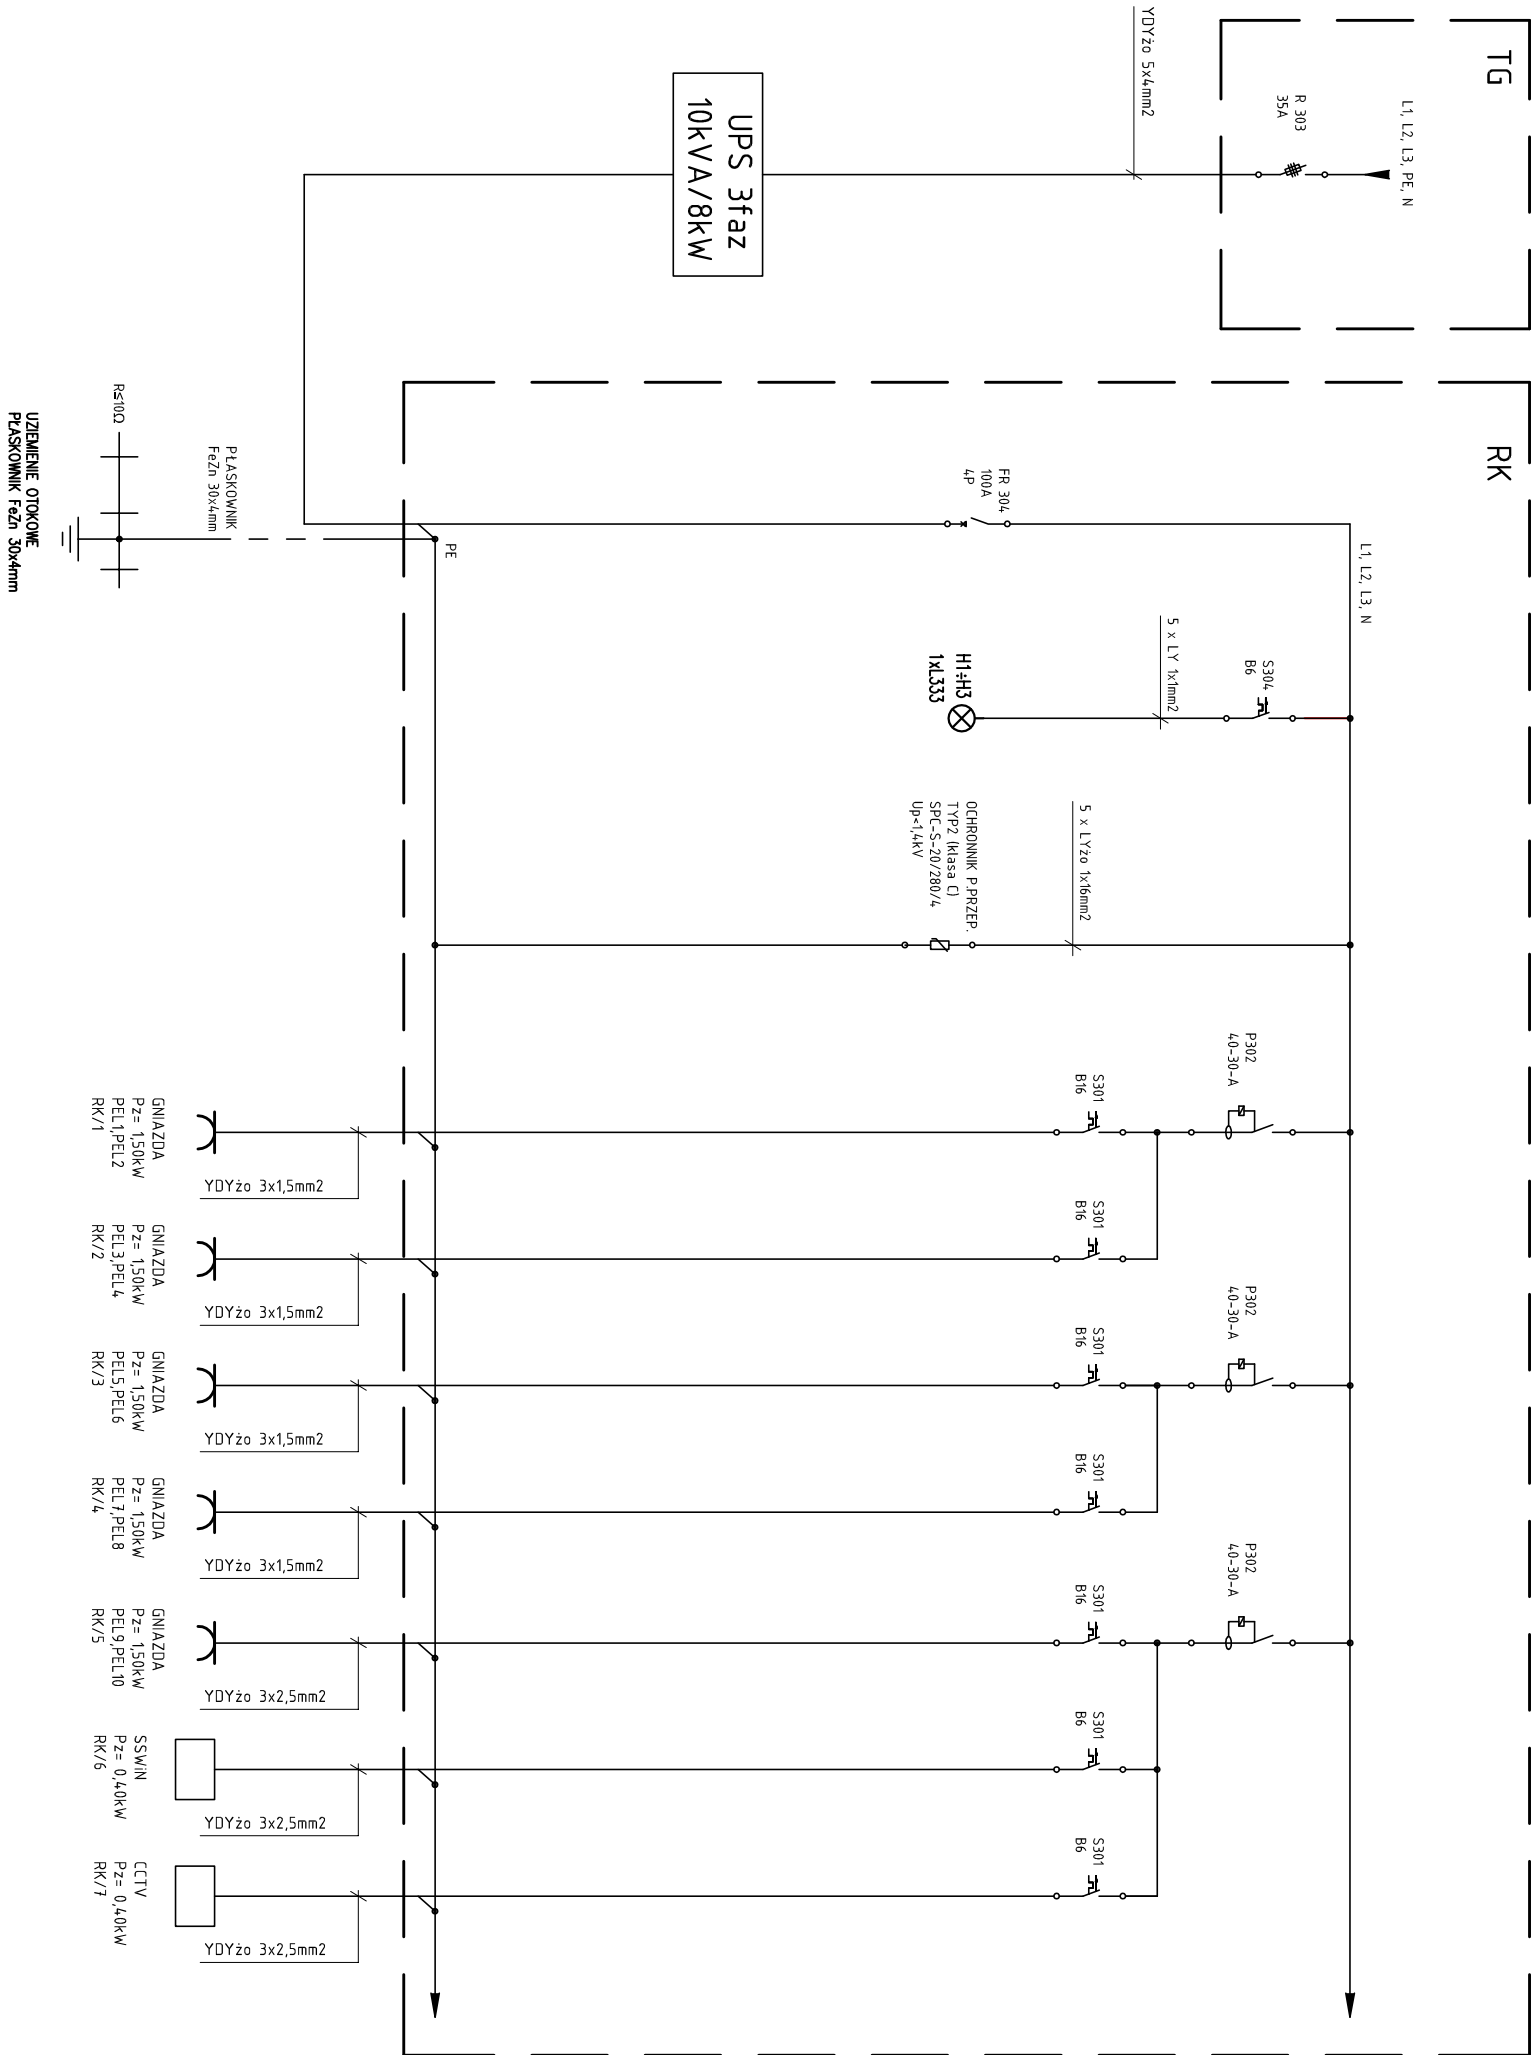 TG
L1, L2, L3, PE, N
R 303
35A
YDYżo 5x4mm2
UPS 3faz
10kVA/8kW
RK
L1, L2, L3, N
FR 304
100A
4P
PE
PŁASKOWNIK
FeZn 30x4mm
R≤10Ω
UZIEMIENIE OTOKOWE
PŁASKOWNIK FeZn 30x4mm
S304
B6
5 x LY 1x1mm2
H1÷H3
1xL333
5 x LYżo 1x16mm2
OCHRONNIK P.PRZEP.
TYP2 (klasa C)
SPC-S-20/280/4
Up<1,4kV
P302
40-30-A
S301
B16
YDYżo 3x1,5mm2
GNIAZDA
Pz= 1,50kW
PEL1,PEL2
RK/1
S301
B16
YDYżo 3x1,5mm2
GNIAZDA
Pz= 1,50kW
PEL3,PEL4
RK/2
P302
40-30-A
S301
B16
YDYżo 3x1,5mm2
GNIAZDA
Pz= 1,50kW
PEL5,PEL6
RK/3
S301
B16
YDYżo 3x1,5mm2
GNIAZDA
Pz= 1,50kW
PEL7,PEL8
RK/4
P302
40-30-A
S301
B16
YDYżo 3x2,5mm2
GNIAZDA
Pz= 1,50kW
PEL9,PEL10
RK/5
S301
B6
YDYżo 3x2,5mm2
SSWiN
Pz= 0,40kW
RK/6
S301
B6
YDYżo 3x2,5mm2
CCTV
Pz= 0,40kW
RK/7